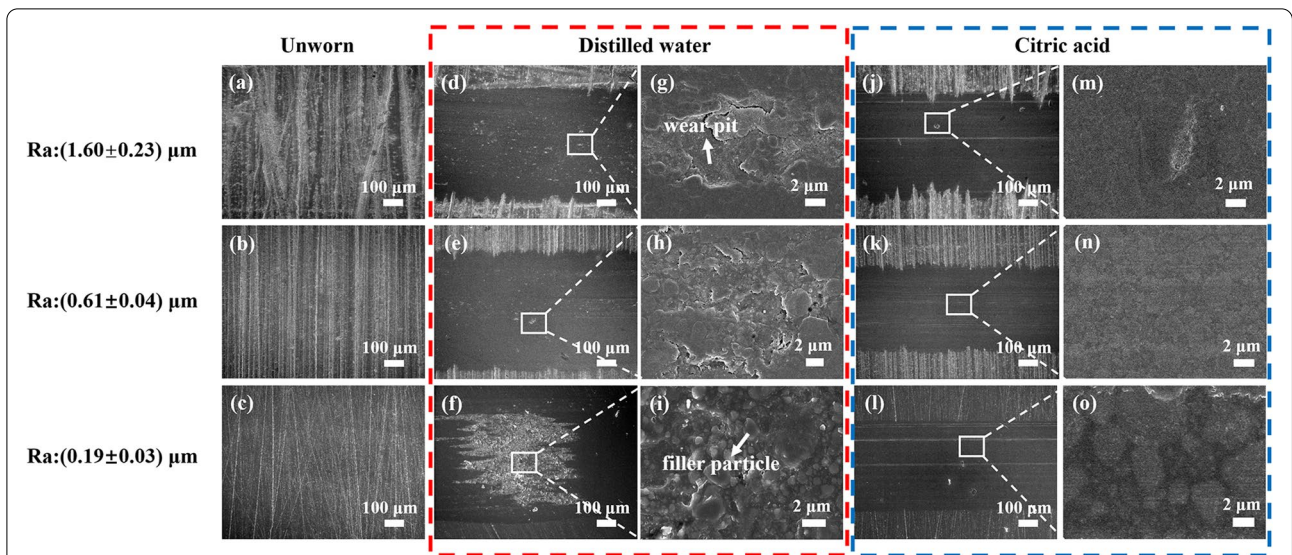 Unworn
Distilled water
Citric acid
Ra:(1.60±0.23) μm
(a)
100 μm
(d)
100 μm
(g)
wear pit
2 μm
(j)
100 μm
(m)
2 μm
Ra:(0.61±0.04) μm
(b)
100 μm
(e)
100 μm
(h)
2 μm
(k)
100 μm
(n)
2 μm
Ra:(0.19±0.03) μm
(c)
100 μm
(f)
100 μm
(i)
filler particle
2 μm
(l)
100 μm
(o)
2 μm